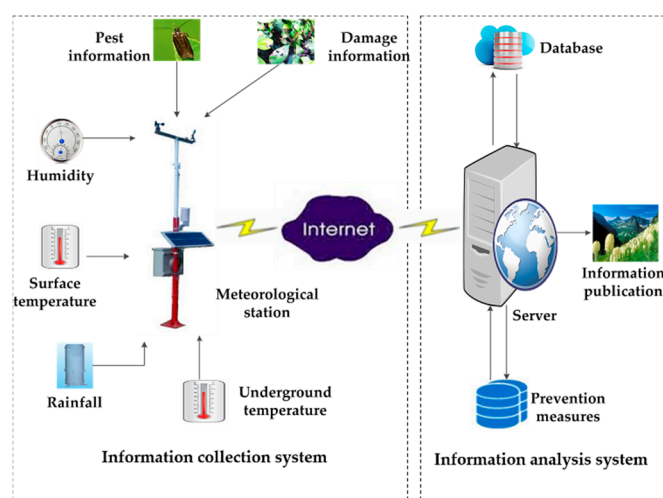 Pest
information
Damage
information
Database
Humidity
Internet
Surface
temperature
Meteorological
station
Information
publication
Server
Rainfall
Underground
temperature
Prevention
measures
Information collection system
Information analysis system